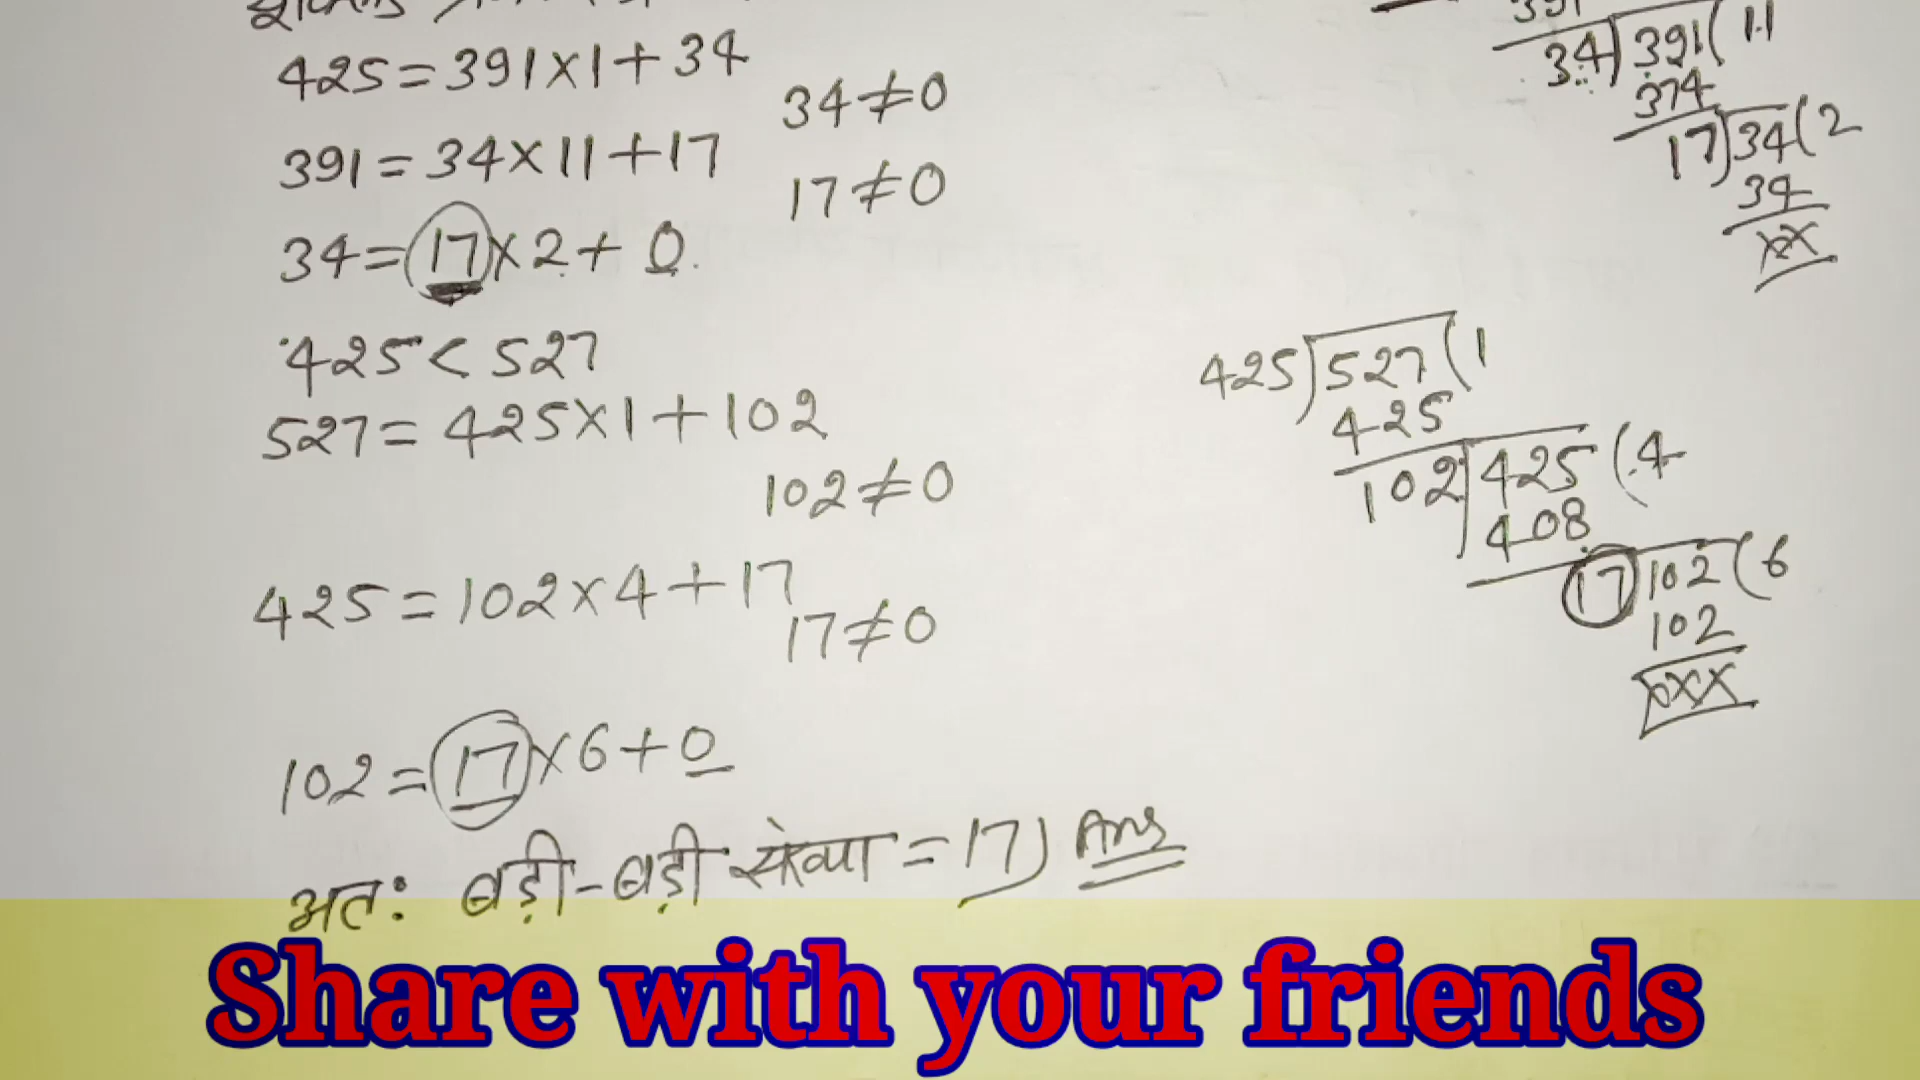 425 = 391 × 1 + 34
34 ≠ 0
391 = 34 × 11 + 17
17 ≠ 0
34 = 17 × 2 + 0
425 < 527
527 = 425 × 1 + 102
102 ≠ 0
425 = 102 × 4 + 17
17 ≠ 0
102 = 17 × 6 + 0
अतः बड़ी-बड़ी संख्या = 17 Ans
391
34) 391 ( 11
374
17) 34 ( 2
34
××
425) 527 ( 1
425
102) 425 ( 4
408
17) 102 ( 6
102
×××
Share with your friends